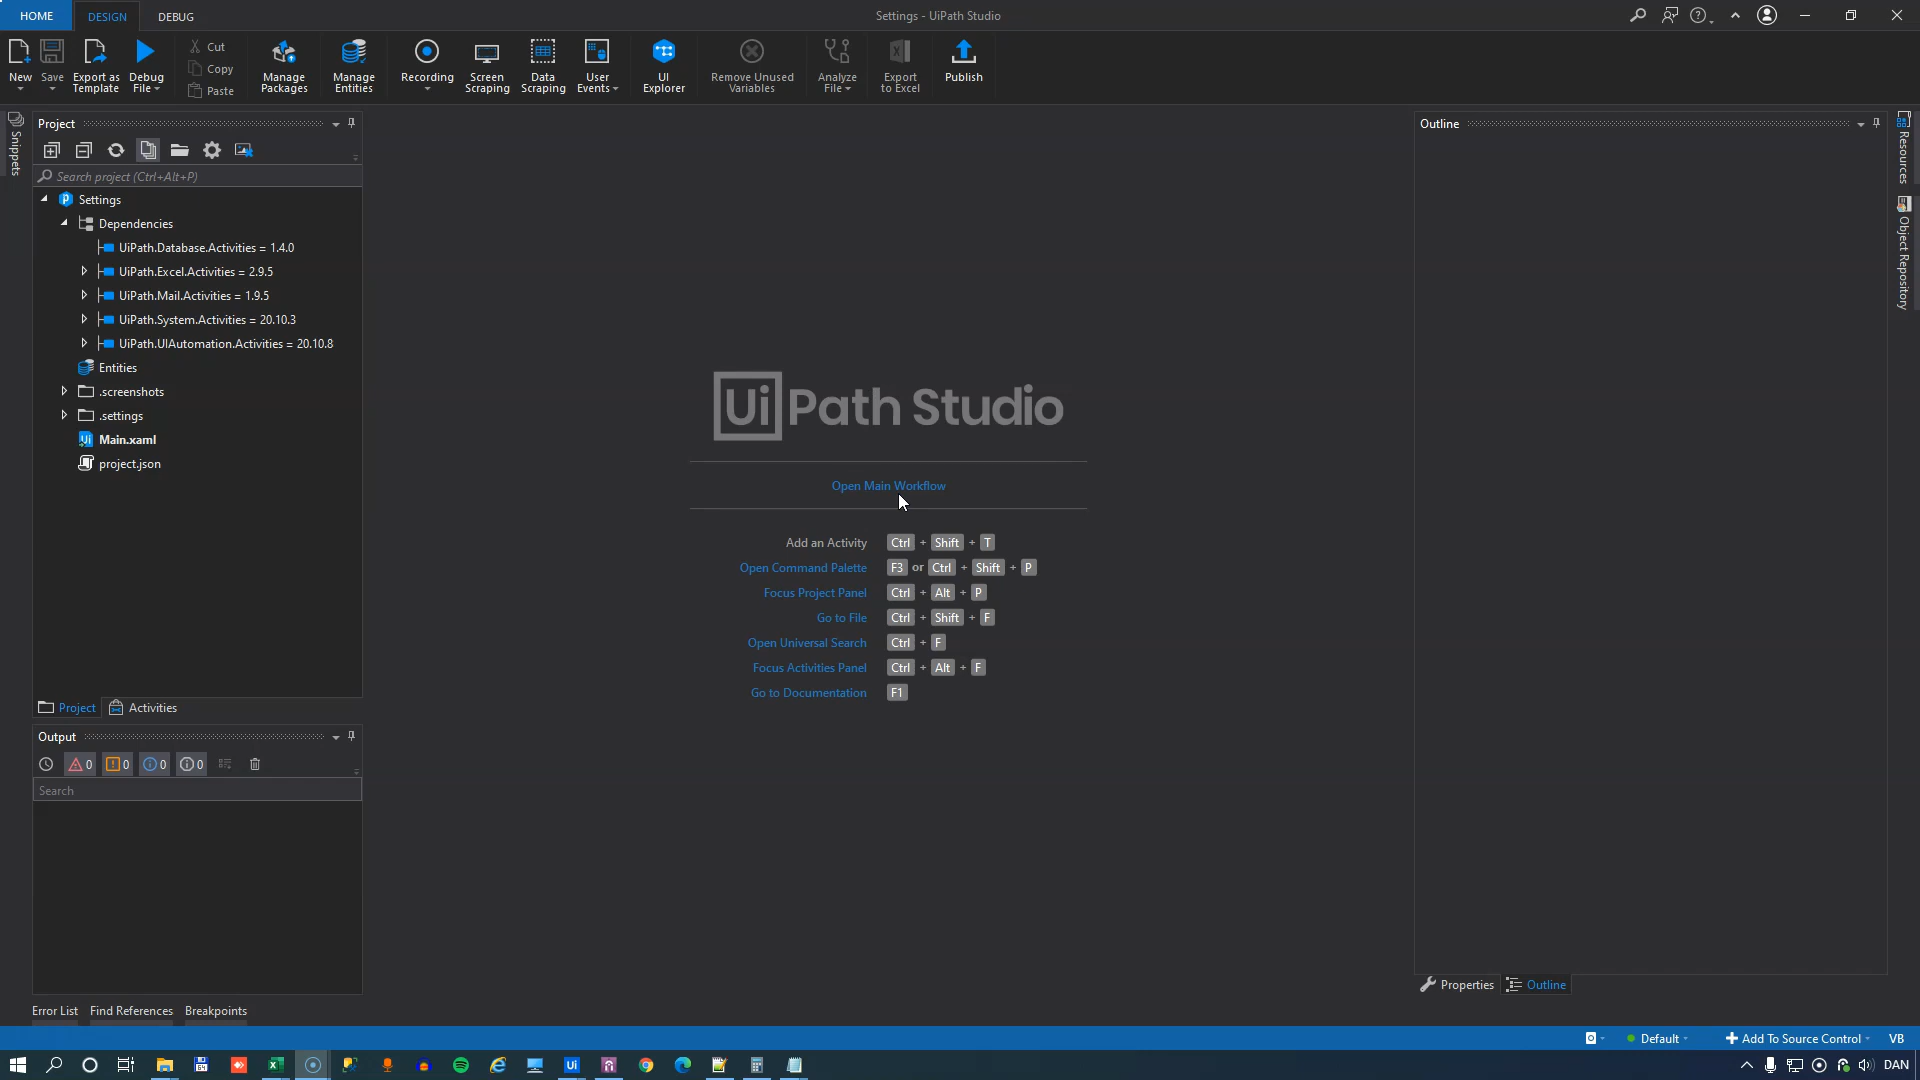 HOME DESIGN DEBUG Settings - UiPath Studio
New Save Export as Template Debug File
Cut
Copy
Paste
Manage Packages Manage Entities Recording Screen Scraping Data Scraping User Events UI Explorer Remove Unused Variables Analyze File Export to Excel Publish
Snippets
Project
Search project (Ctrl+Alt+P)
Settings
Dependencies
UiPath.Database.Activities = 1.4.0
UiPath.Excel.Activities = 2.9.5
UiPath.Mail.Activities = 1.9.5
UiPath.System.Activities = 20.10.3
UiPath.UIAutomation.Activities = 20.10.8
Entities
.screenshots
.settings
Main.xaml
project.json
Project Activities
Output
0 0 0 0
Search
Error List Find References Breakpoints
UiPath Studio
Open Main Workflow
Add an Activity Ctrl + Shift + T
Open Command Palette F3 or Ctrl + Shift + P
Focus Project Panel Ctrl + Alt + P
Go to File Ctrl + Shift + F
Open Universal Search Ctrl + F
Focus Activities Panel Ctrl + Alt + F
Go to Documentation F1
Outline
Resources
Object Repository
Properties Outline
Default Add To Source Control VB
DAN